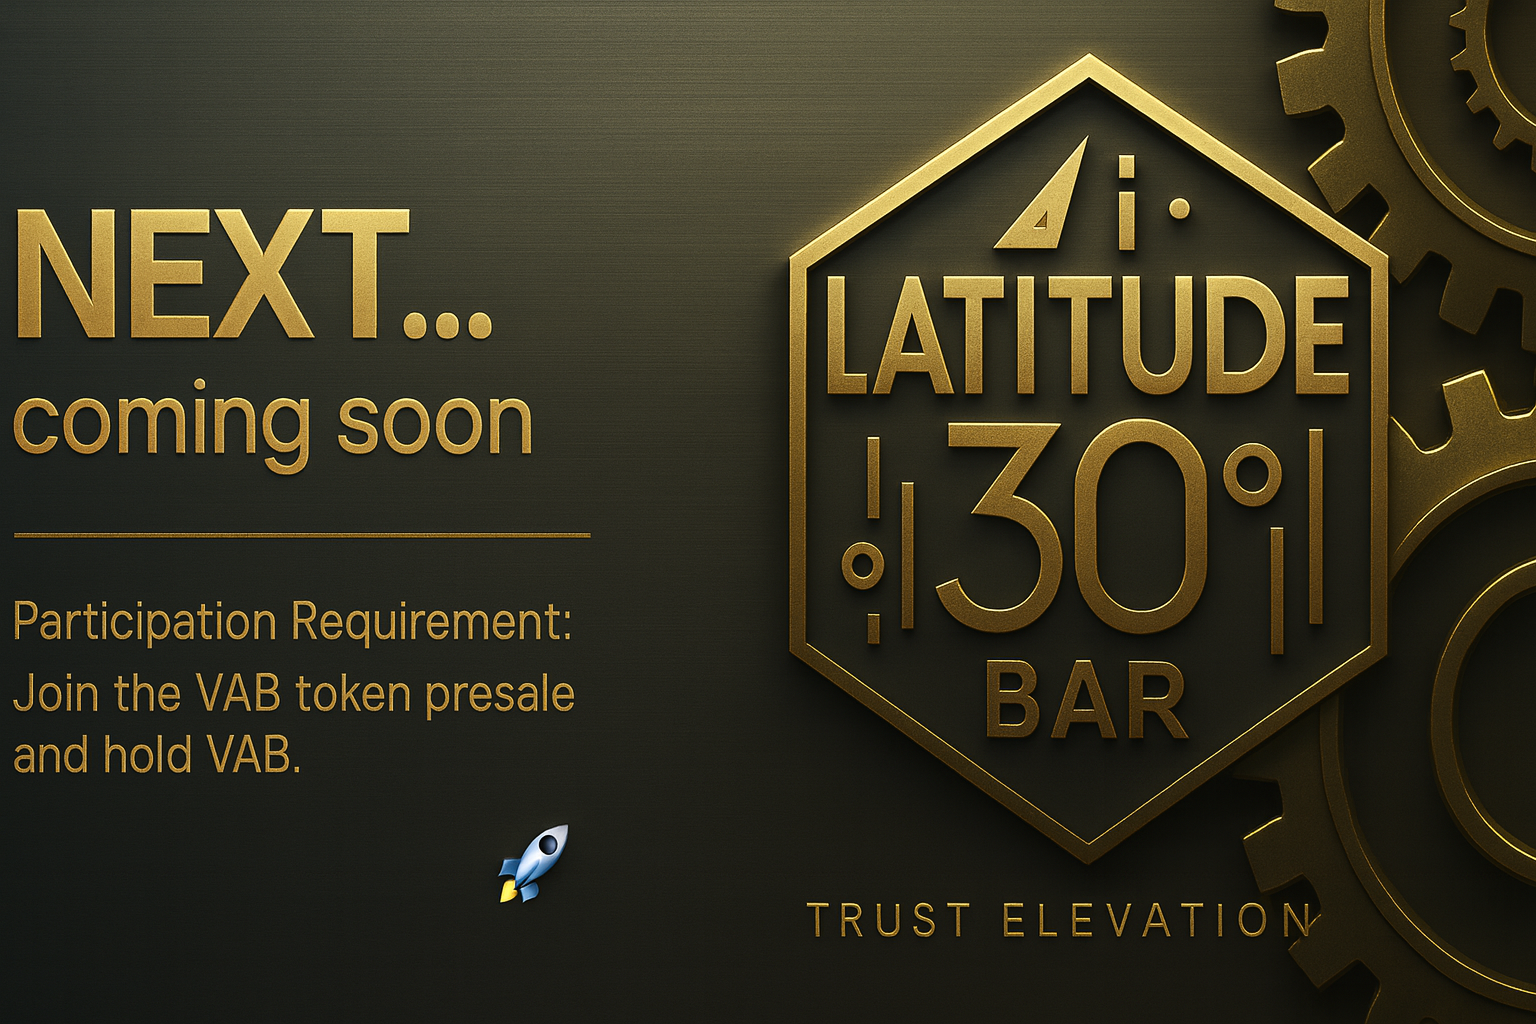 NEXT...
coming soon
Participation Requirement:
Join the VAB token presale
and hold VAB.
LATITUDE
30°
BAR
TRUST ELEVATION